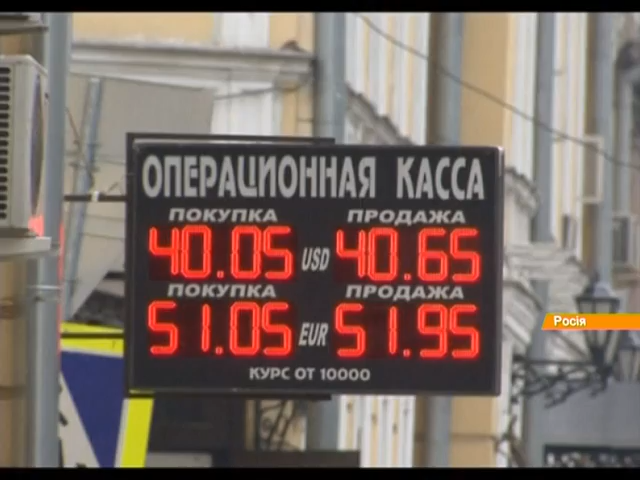 ОПЕРАЦИОННАЯ КАССА
ПОКУПКА ПРОДАЖА
40.05 USD 40.65
ПОКУПКА ПРОДАЖА
51.05 EUR 51.95
КУРС ОТ 10000
Росія